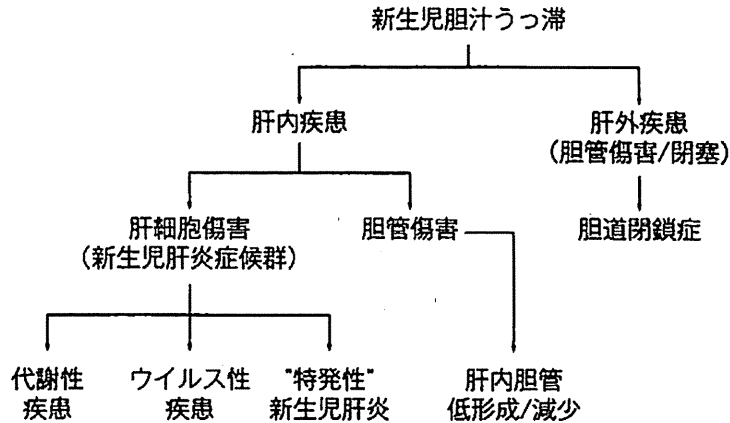 新生児胆汁うっ滞
肝内疾患
肝外疾患
(胆管傷害/閉塞)
肝細胞傷害
(新生児肝炎症候群)
胆管傷害
胆道閉鎖症
代謝性
疾患
ウイルス性
疾患
"特発性"
新生児肝炎
肝内胆管
低形成/減少